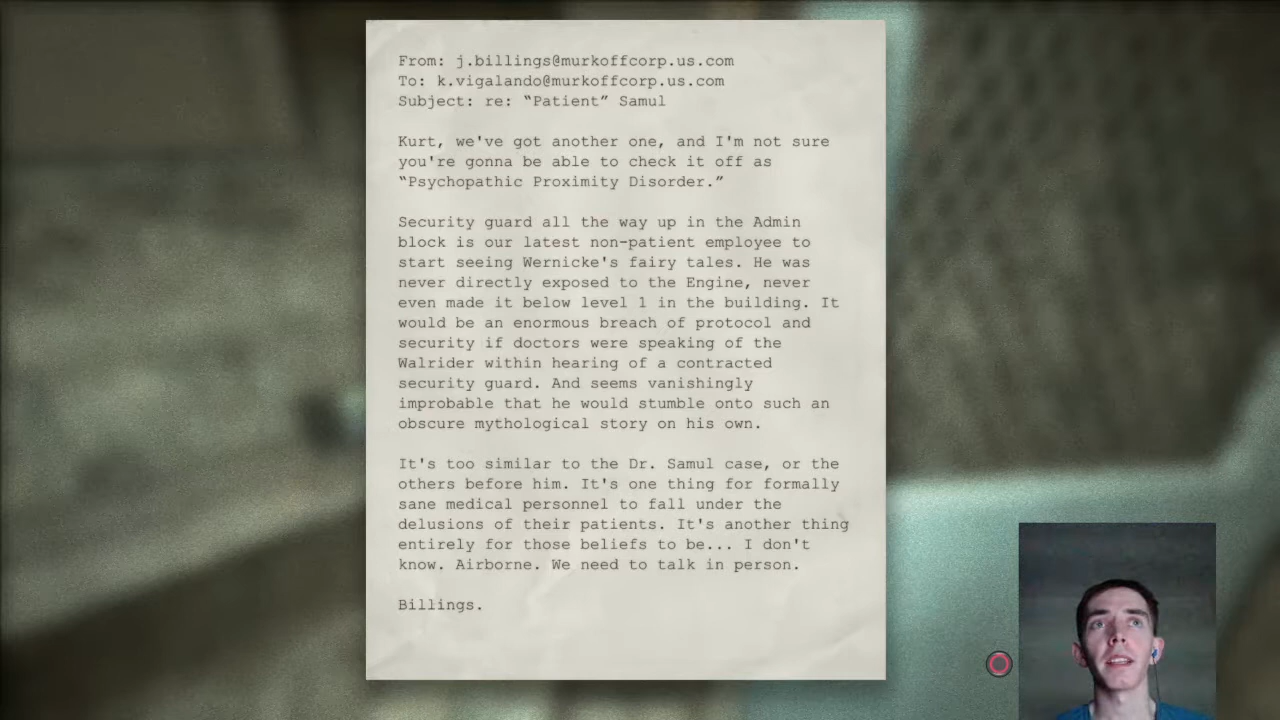 From: j.billings@murkoffcorp.us.com
To: k.vigalando@murkoffcorp.us.com
Subject: re: “Patient” Samul
Kurt, we've got another one, and I'm not sure
you're gonna be able to check it off as
“Psychopathic Proximity Disorder.”
Security guard all the way up in the Admin
block is our latest non-patient employee to
start seeing Wernicke's fairy tales. He was
never directly exposed to the Engine, never
even made it below level 1 in the building. It
would be an enormous breach of protocol and
security if doctors were speaking of the
Walrider within hearing of a contracted
security guard. And seems vanishingly
improbable that he would stumble onto such an
obscure mythological story on his own.
It's too similar to the Dr. Samul case, or the
others before him. It's one thing for formally
sane medical personnel to fall under the
delusions of their patients. It's another thing
entirely for those beliefs to be... I don't
know. Airborne. We need to talk in person.
Billings.